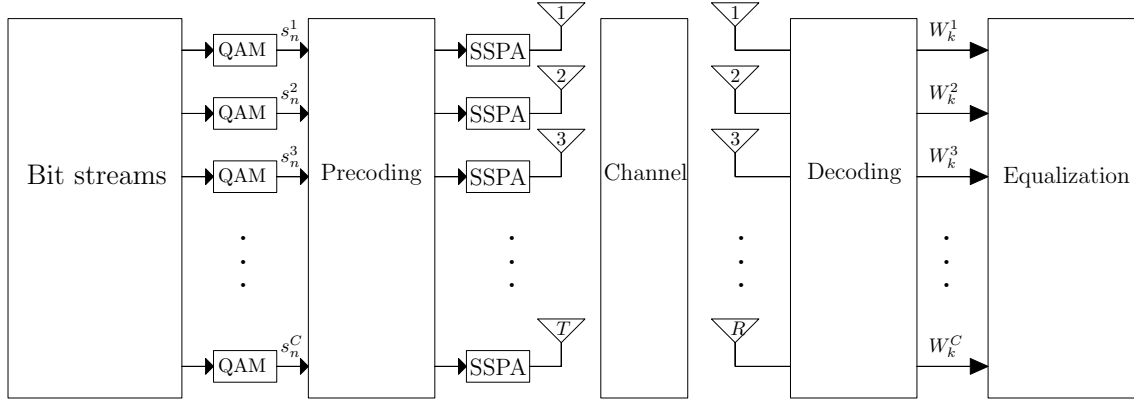 1 1
QAM s_n^1 SSPA W_k^1
2 2
QAM s_n^2 SSPA W_k^2
3 3
Bit streams QAM s_n^3 Precoding SSPA Channel Decoding W_k^3 Equalization
T R
QAM s_n^C SSPA W_k^C